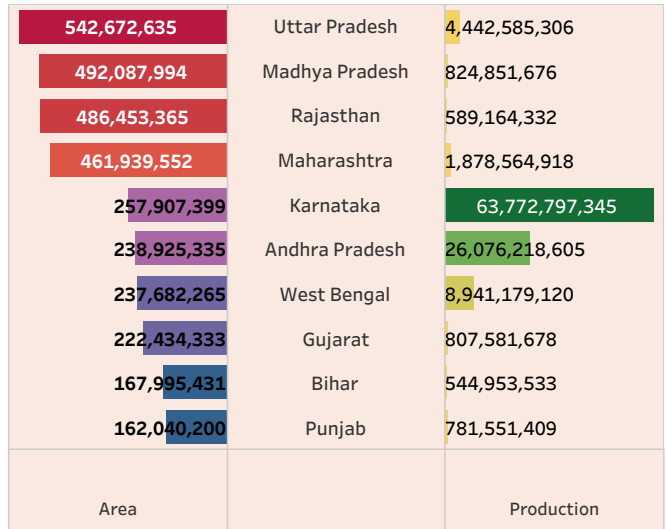 542,672,635 Uttar Pradesh 4,442,585,306
492,087,994 Madhya Pradesh 824,851,676
486,453,365 Rajasthan 589,164,332
461,939,552 Maharashtra 1,878,564,918
257,907,399 Karnataka 63,772,797,345
238,925,335 Andhra Pradesh 26,076,218,605
237,682,265 West Bengal 8,941,179,120
222,434,333 Gujarat 807,581,678
167,995,431 Bihar 544,953,533
162,040,200 Punjab 781,551,409
Area Production